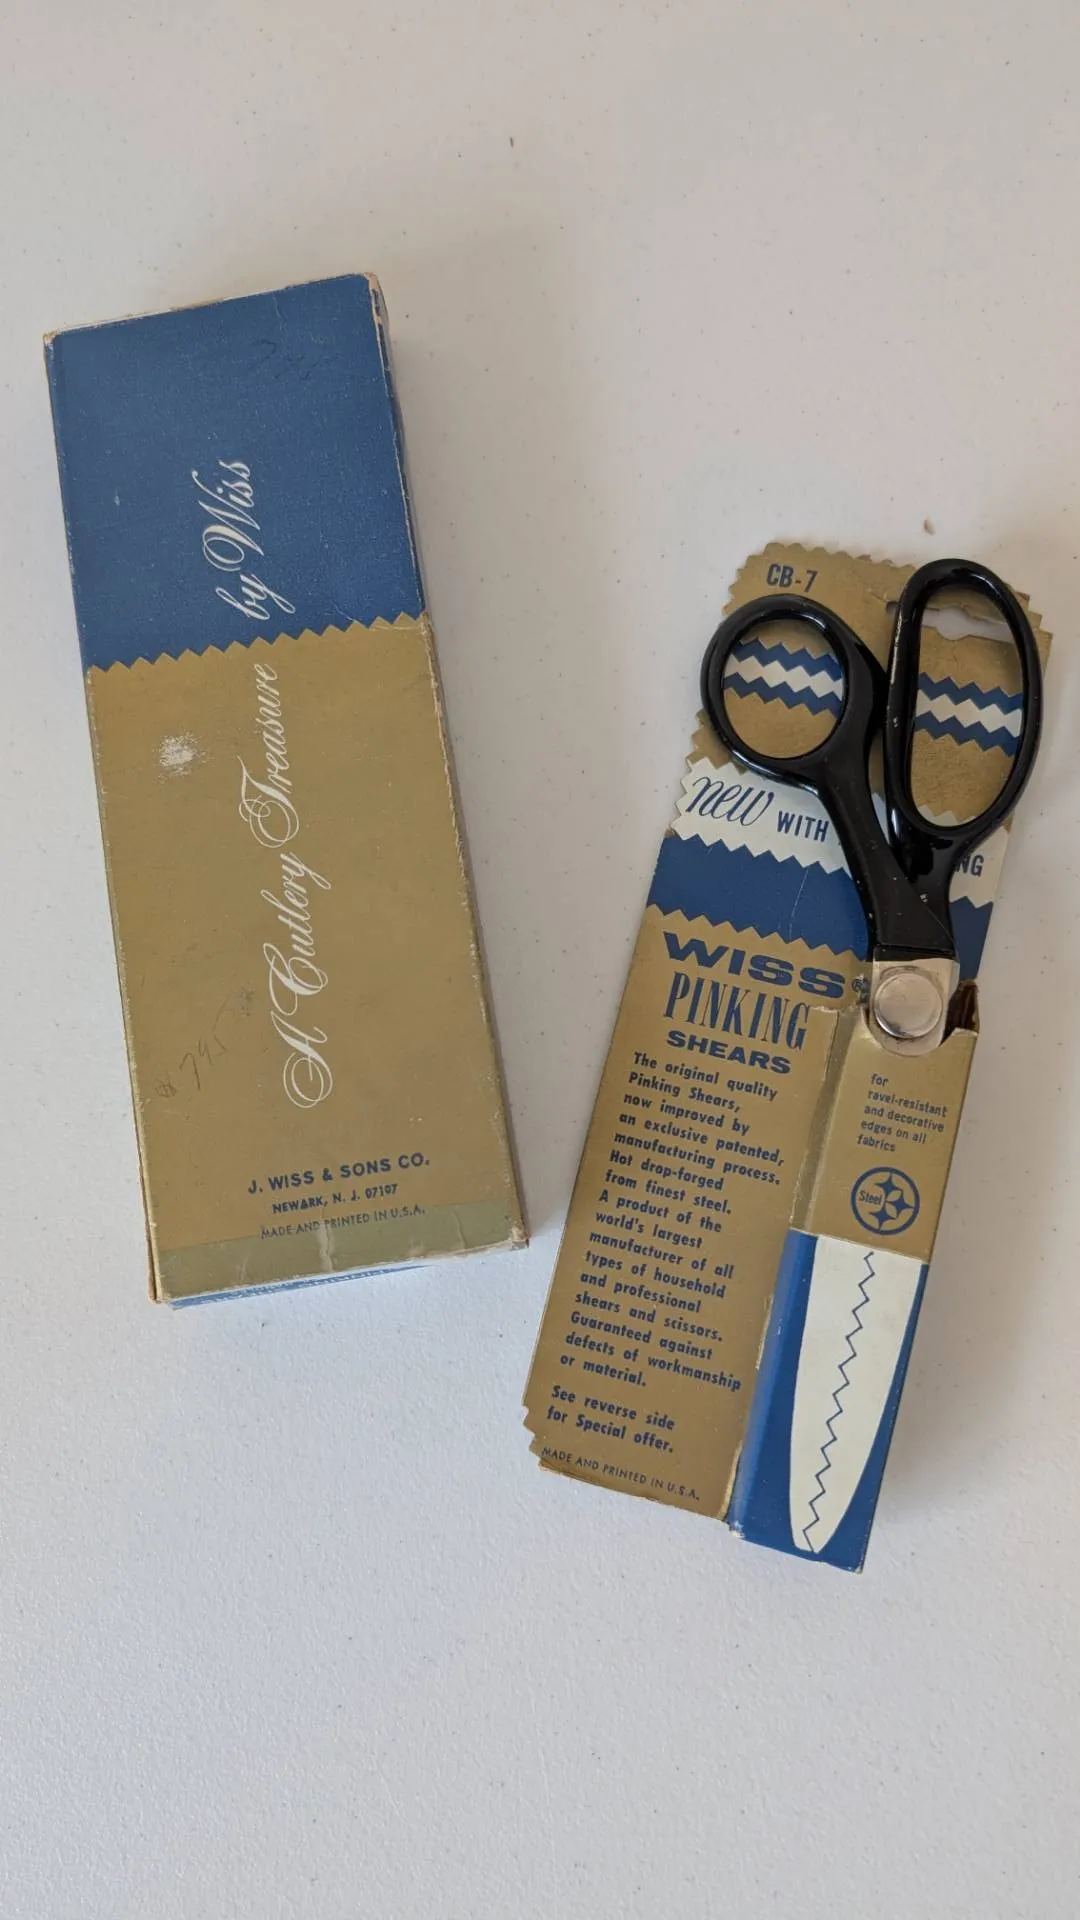 A Cutlery Treasure by Wiss
$ 795
J. WISS & SONS CO.
NEWARK, N. J. 07107
MADE AND PRINTED IN U.S.A.
CB-7
new WITH
NG
WISS®
PINKING
SHEARS
The original quality
Pinking Shears,
now improved by
an exclusive patented,
manufacturing process.
Hot drop-forged
from finest steel.
A product of the
world's largest
manufacturer of all
types of household
and professional
shears and scissors.
Guaranteed against
defects of workmanship
or material.
See reverse side
for Special offer.
MADE AND PRINTED IN U.S.A.
for
ravel-resistant
and decorative
edges on all
fabrics
Steel